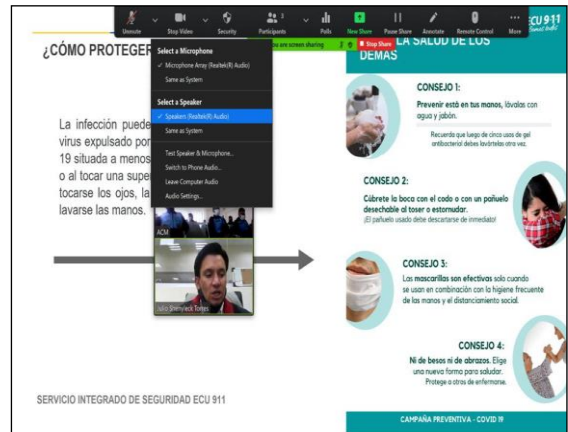 Unmute
Stop Video
Security
Participants
3
Polls
New Share
Pause Share
Annotate
Remote Control
More
ECU 911
are screen sharing
Stop Share
¿CÓMO PROTEGER
LA SALUD DE LOS
DEMÁS
Select a Microphone
✓ Microphone Array (Realtek(R) Audio)
Same as System
Select a Speaker
✓ Speakers (Realtek(R) Audio)
Same as System
Test Speaker & Microphone...
Switch to Phone Audio...
Leave Computer Audio
Audio Settings...
La infección puede
virus expulsado por
19 situada a menos
o al tocar una supe
tocarse los ojos, la
lavarse las manos.
ACM
CONSEJO 1:
Prevenir está en tus manos, lávalas con
agua y jabón.
Recuerda que luego de cinco usos de gel
antibacterial debes lavártelas otra vez.
CONSEJO 2:
Cúbrete la boca con el codo o con un pañuelo
desechable al toser o estornudar.
¡El pañuelo usado debe descartarse de inmediato!
CONSEJO 3:
Las mascarillas son efectivas solo cuando
se usan en combinación con la higiene frecuente
de las manos y el distanciamiento social.
CONSEJO 4:
Ni de besos ni de abrazos. Elige
una nueva forma para saludar.
Protege a otros de enfermarse.
SERVICIO INTEGRADO DE SEGURIDAD ECU 911
CAMPAÑA PREVENTIVA - COVID 19